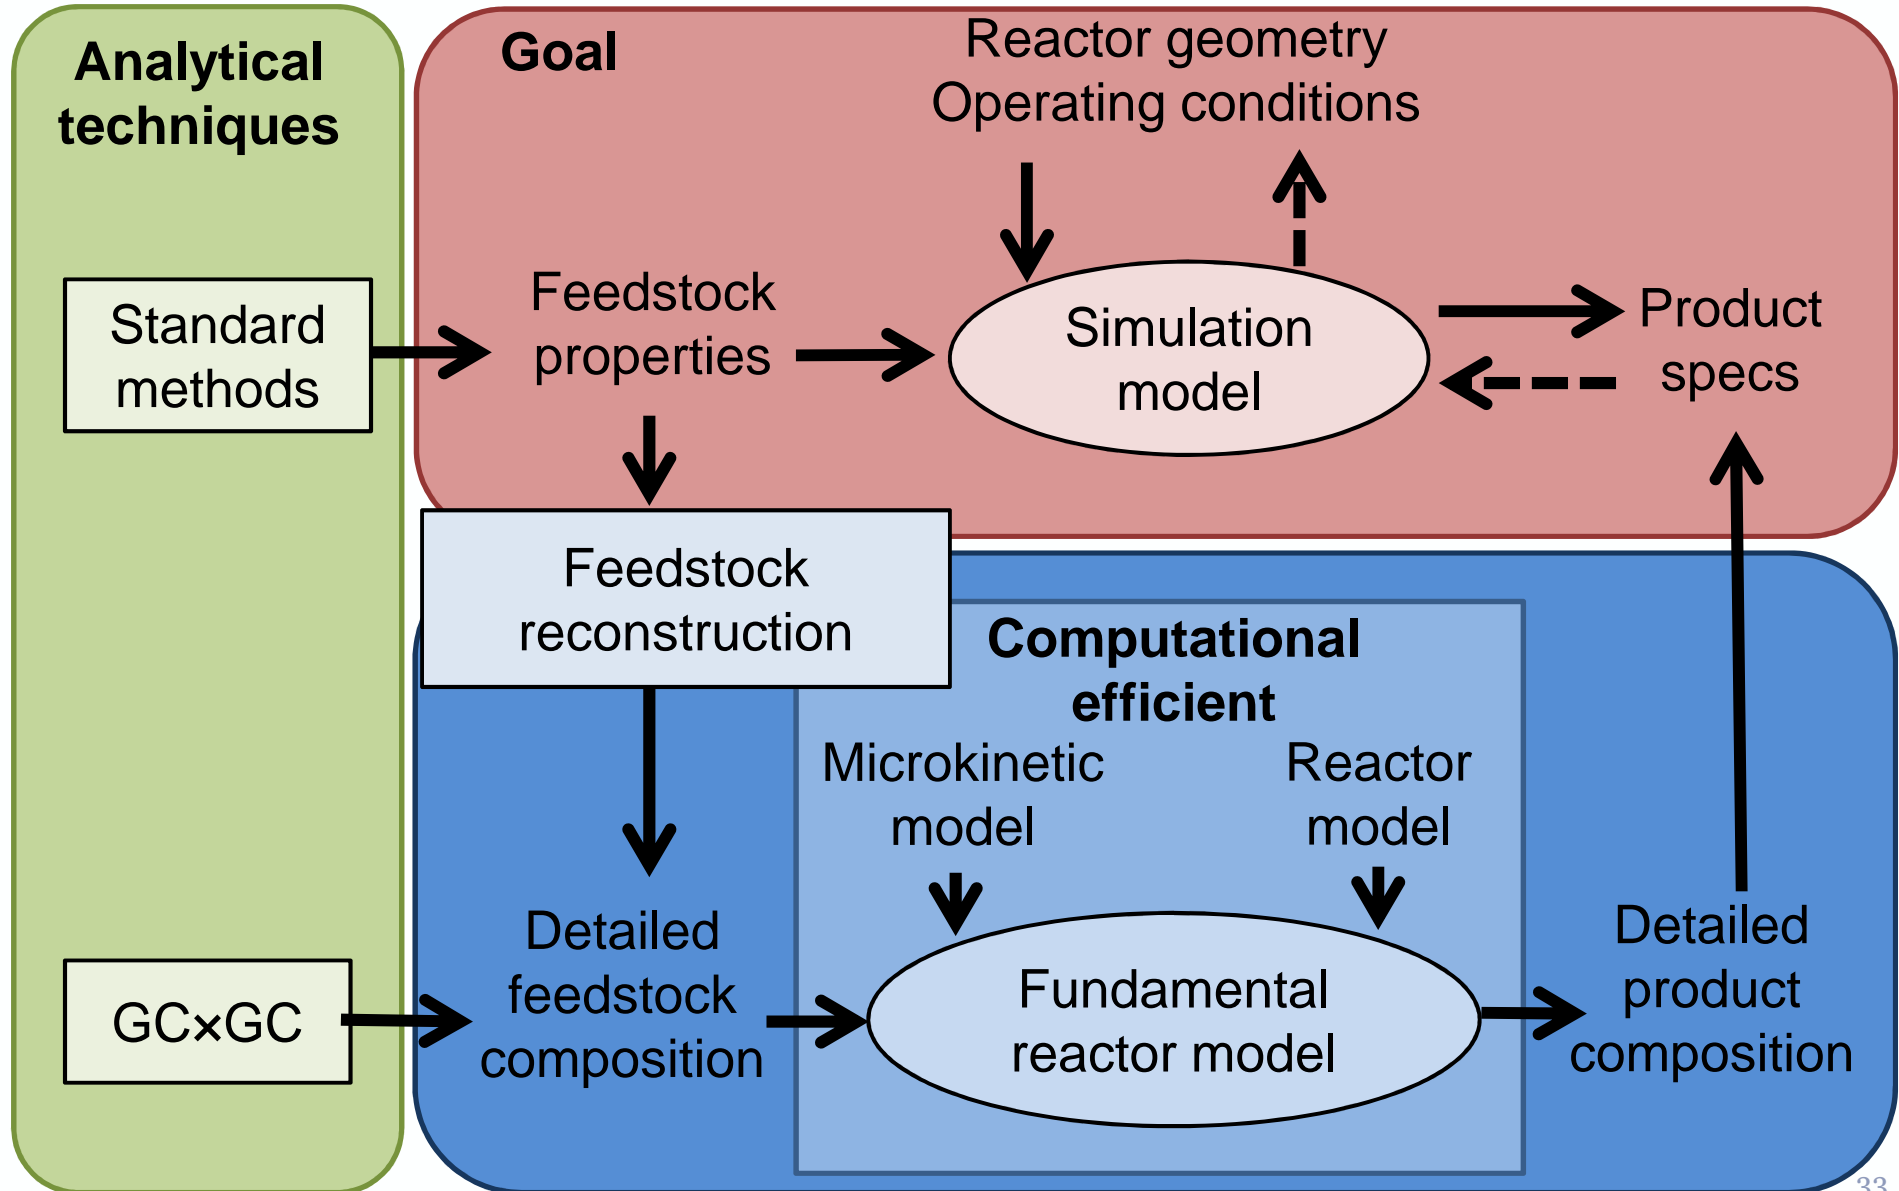 Analytical
techniques
Goal
Reactor geometry
Operating conditions
Standard
methods
Feedstock
properties
Simulation
model
Product
specs
Feedstock
reconstruction
Computational
efficient
Microkinetic
model
Reactor
model
GC×GC
Detailed
feedstock
composition
Fundamental
reactor model
Detailed
product
composition
33